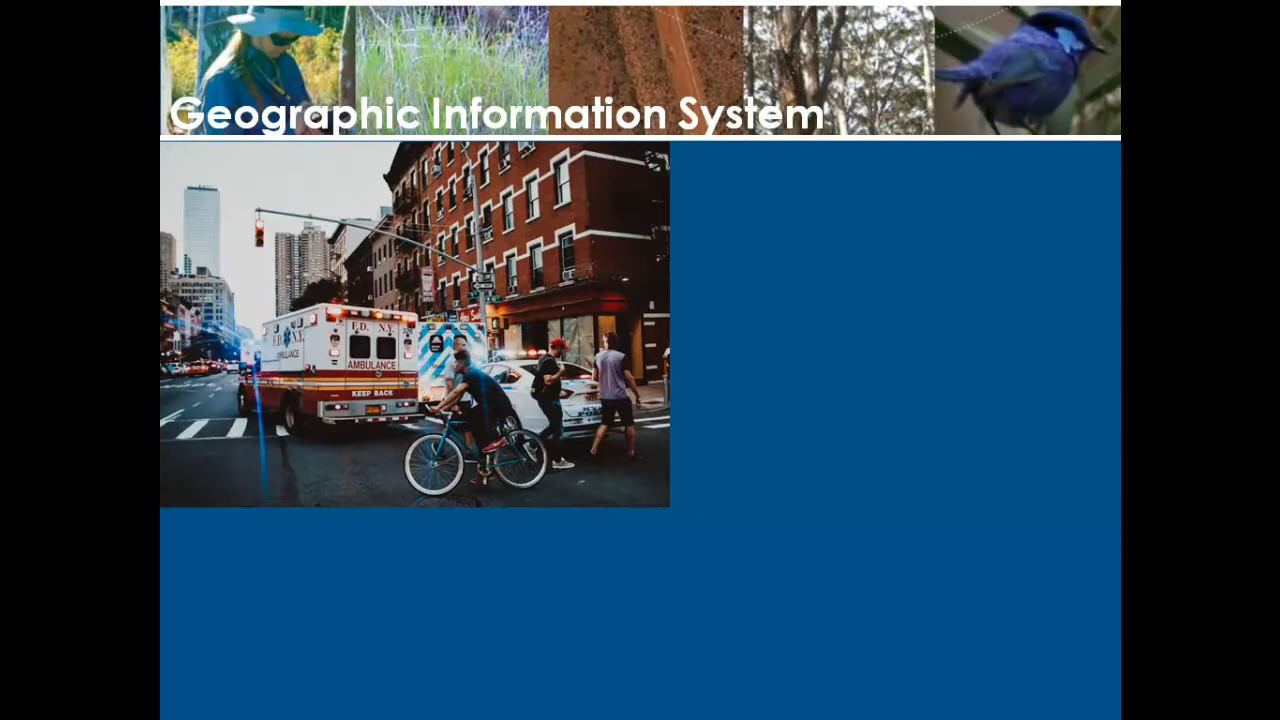 Geographic Information System
F.D. N.Y.
F.D. N.Y.
AMBULANCE
AMBULANCE
KEEP BACK